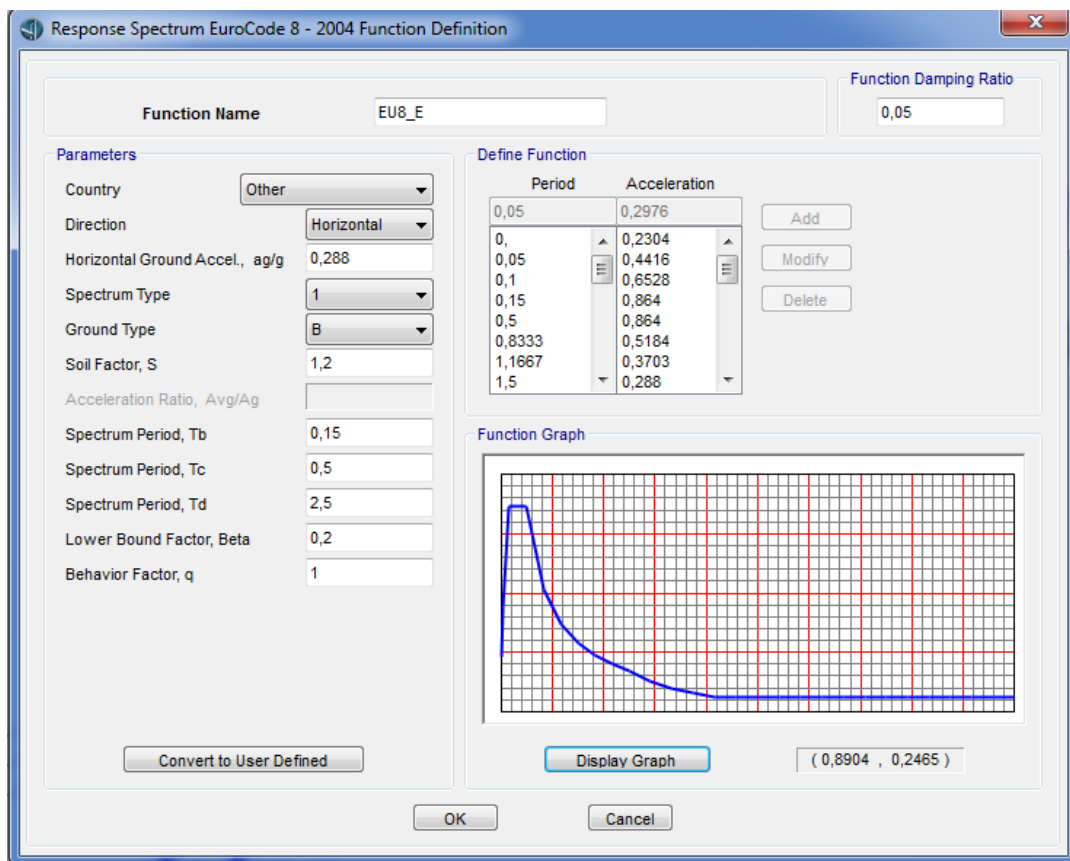 Response Spectrum EuroCode 8 - 2004 Function Definition
X
Function Name
EU8_E
Function Damping Ratio
0,05
Parameters
Country
Other
Direction
Horizontal
Horizontal Ground Accel., ag/g
0,288
Spectrum Type
1
Ground Type
B
Soil Factor, S
1,2
Acceleration Ratio, Avg/Ag
Spectrum Period, Tb
0,15
Spectrum Period, Tc
0,5
Spectrum Period, Td
2,5
Lower Bound Factor, Beta
0,2
Behavior Factor, q
1
Convert to User Defined
Define Function
Period Acceleration
0,05 0,2976
0, 0,2304
0,05 0,4416
0,1 0,6528
0,15 0,864
0,5 0,864
0,8333 0,5184
1,1667 0,3703
1,5 0,288
Add
Modify
Delete
Function Graph
Display Graph
( 0,8904 , 0,2465 )
OK
Cancel